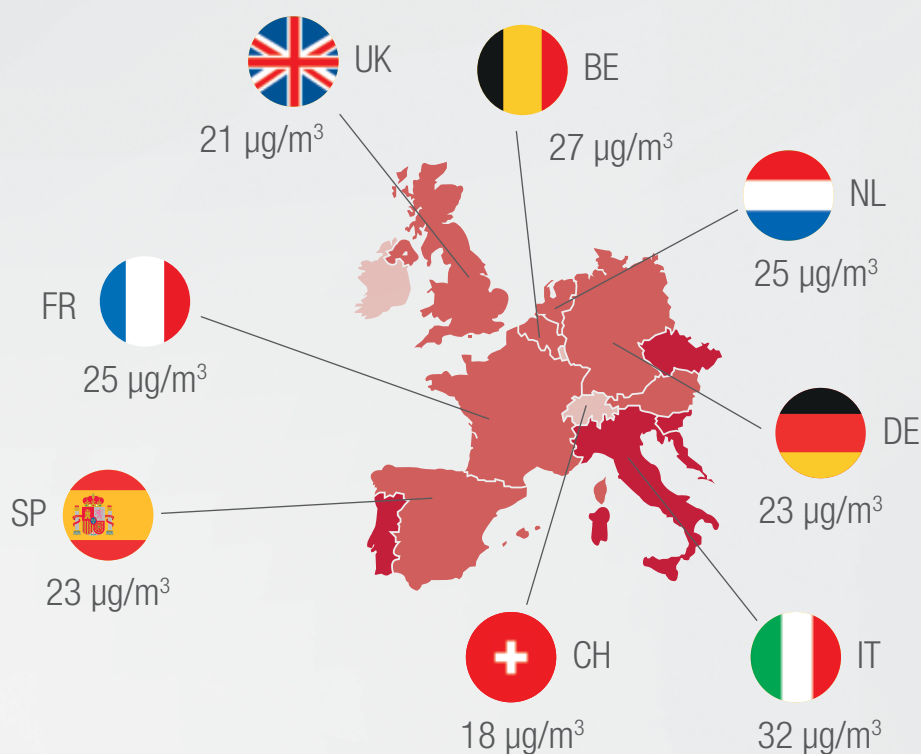 UK
21 µg/m³
BE
27 µg/m³
NL
25 µg/m³
FR
25 µg/m³
DE
23 µg/m³
SP
23 µg/m³
CH
18 µg/m³
IT
32 µg/m³